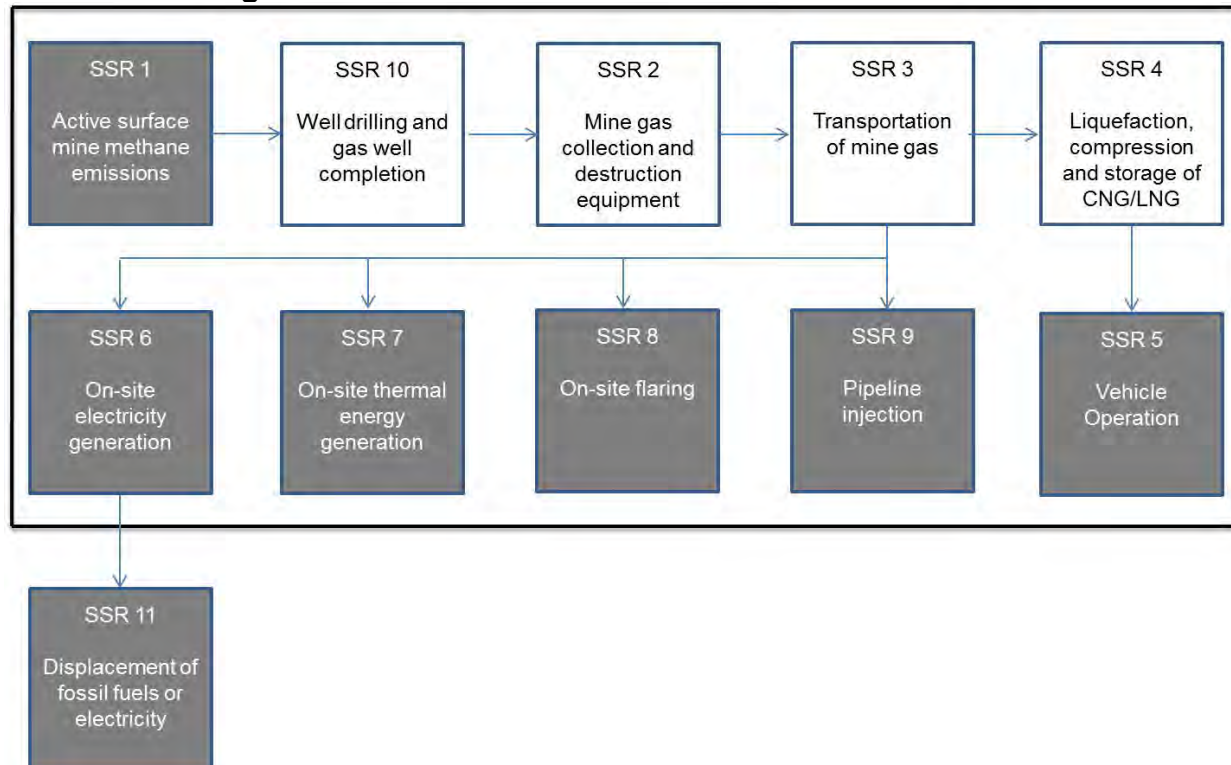 SSR 1
Active surface
mine methane
emissions
SSR 10
Well drilling and
gas well
completion
SSR 2
Mine gas
collection and
destruction
equipment
SSR 3
Transportation
of mine gas
SSR 4
Liquefaction,
compression
and storage of
CNG/LNG
SSR 6
On-site
electricity
generation
SSR 7
On-site thermal
energy
generation
SSR 8
On-site flaring
SSR 9
Pipeline
injection
SSR 5
Vehicle
Operation
SSR 11
Displacement of
fossil fuels or
electricity